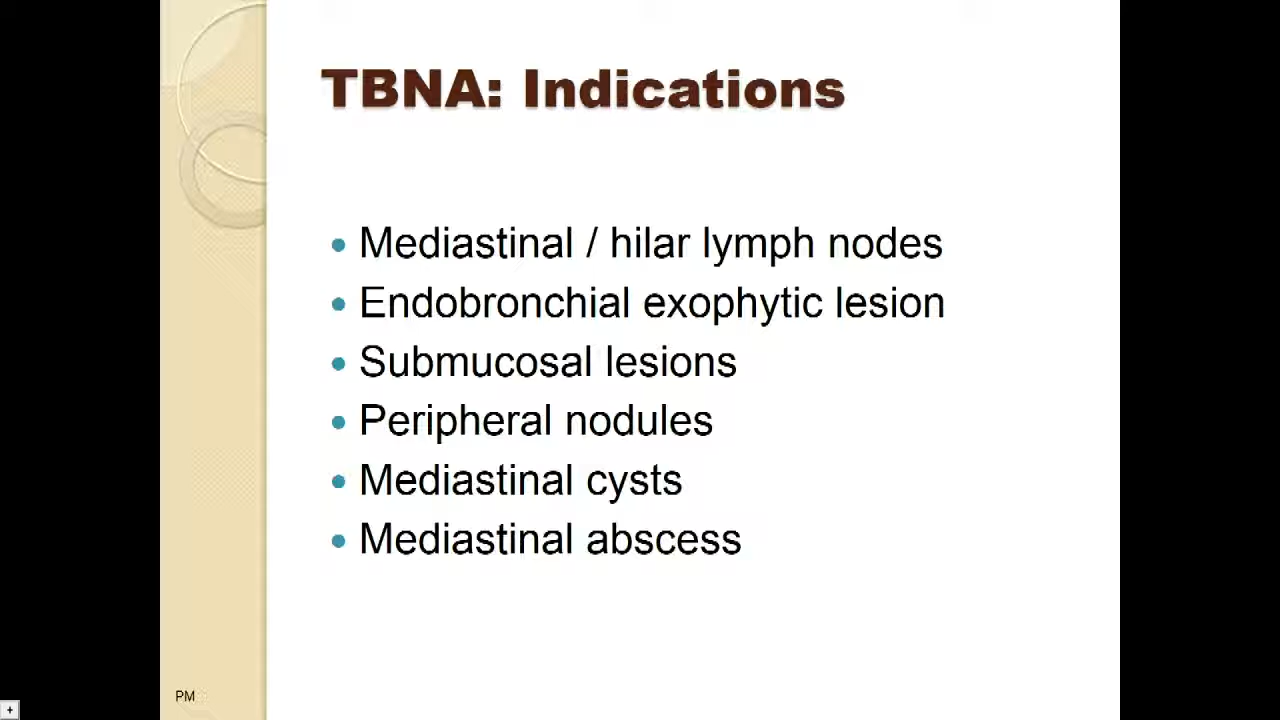 TBNA: Indications
• Mediastinal / hilar lymph nodes
• Endobronchial exophytic lesion
• Submucosal lesions
• Peripheral nodules
• Mediastinal cysts
• Mediastinal abscess
PM
+